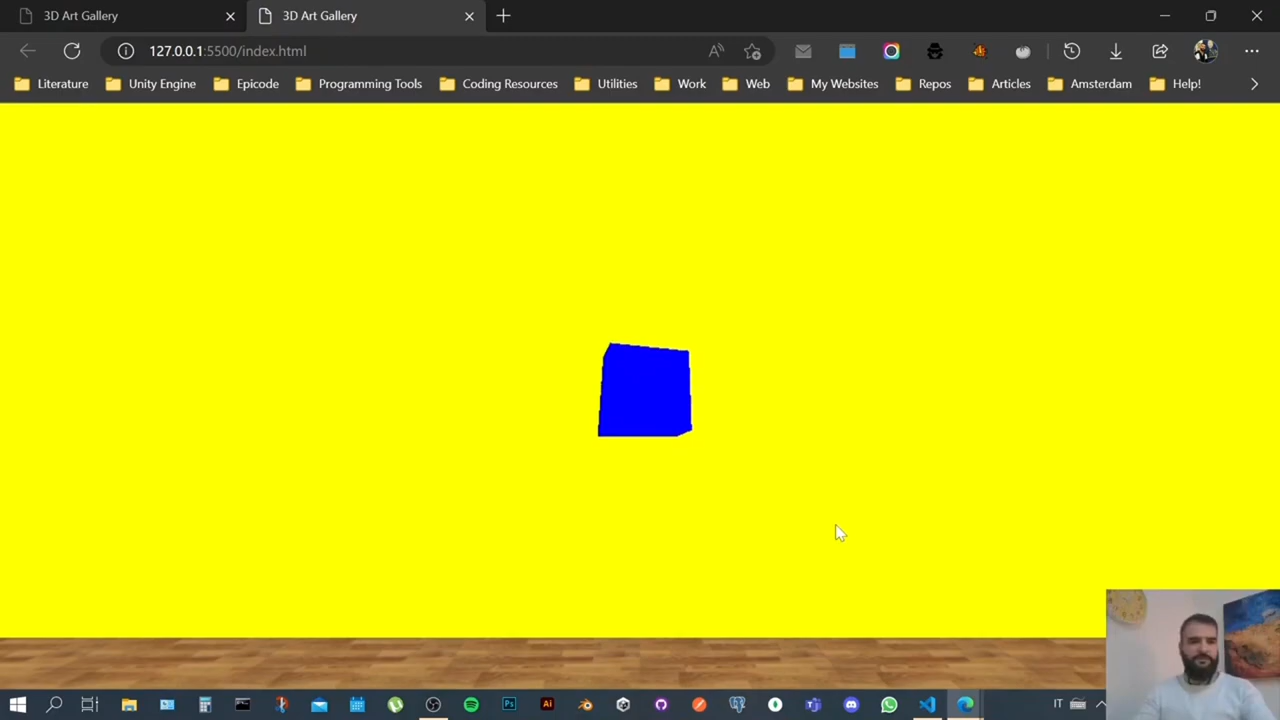 3D Art Gallery
3D Art Gallery
127.0.0.1:5500/index.html
Literature Unity Engine Epicode Programming Tools Coding Resources Utilities Work Web My Websites Repos Articles Amsterdam Help!
IT